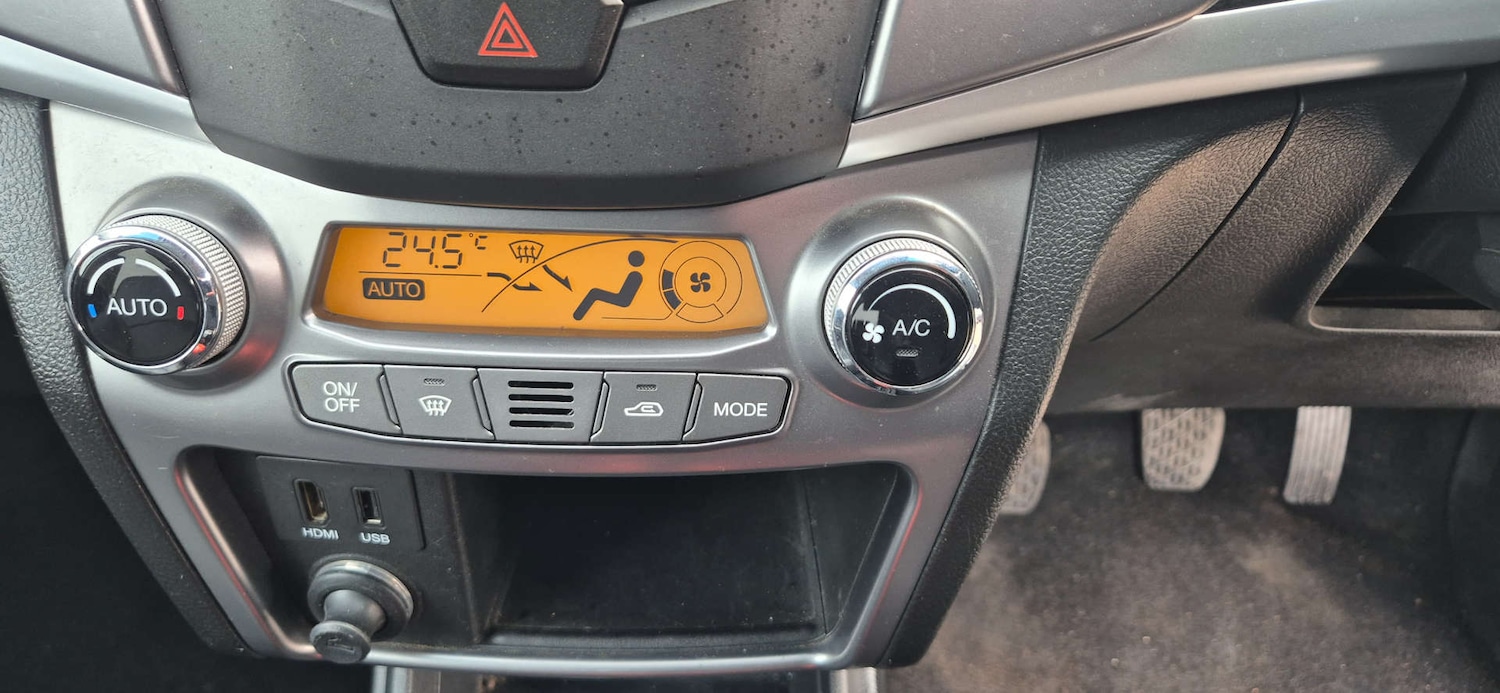 24.5°C
AUTO
AUTO
A/C
ON/
OFF
MODE
HDMI
USB